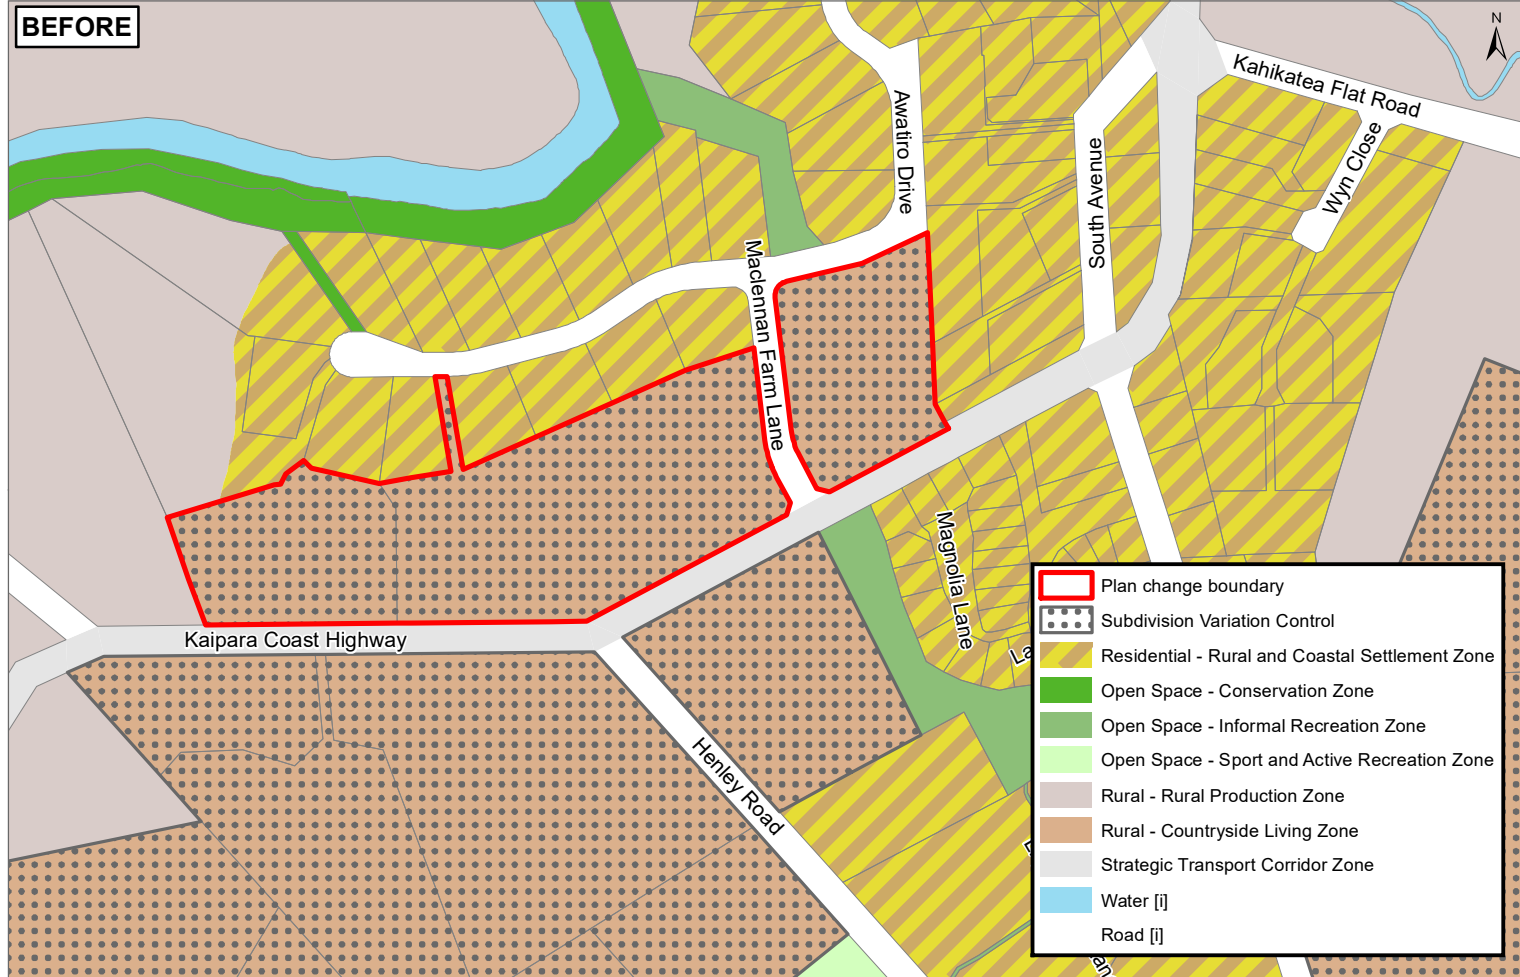 BEFORE
N
Kahikatea Flat Road
Wyn Close
Awatiro Drive
South Avenue
Maclennan Farm Lane
Magnolia Lane
Kaipara Coast Highway
Henley Road
Plan change boundary
Subdivision Variation Control
Residential - Rural and Coastal Settlement Zone
Open Space - Conservation Zone
Open Space - Informal Recreation Zone
Open Space - Sport and Active Recreation Zone
Rural - Rural Production Zone
Rural - Countryside Living Zone
Strategic Transport Corridor Zone
Water [i]
Road [i]